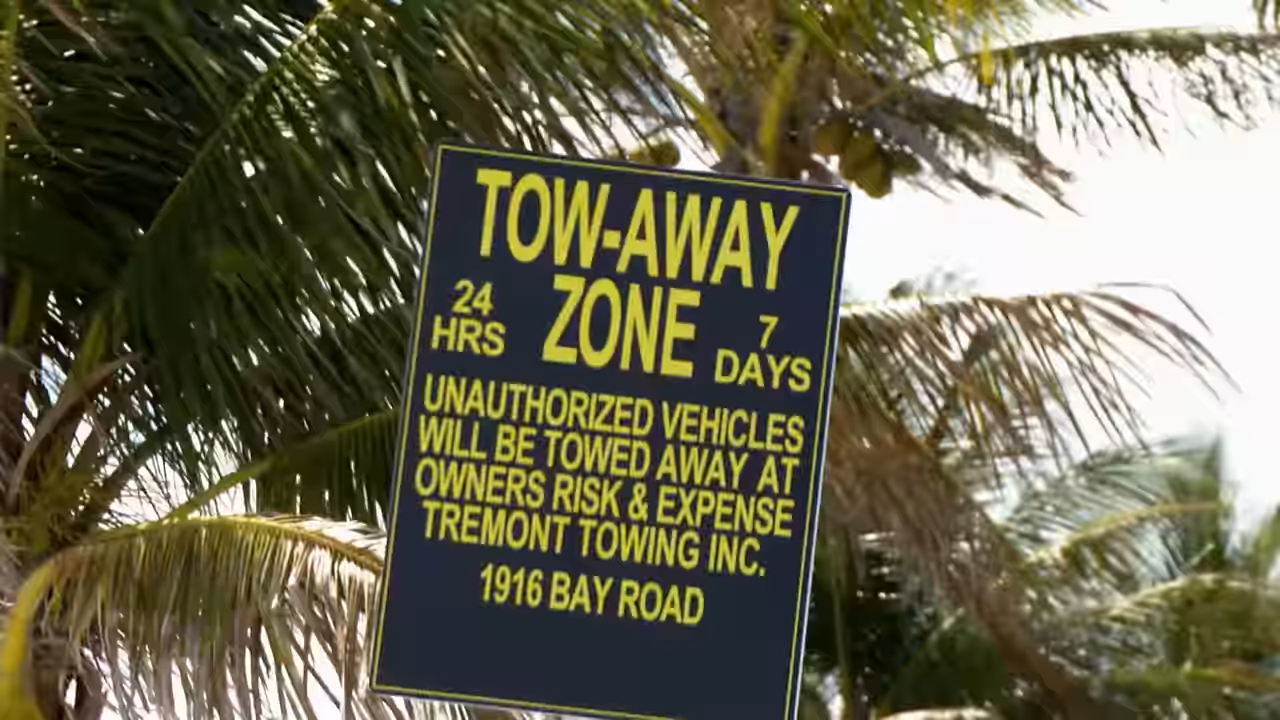 TOW-AWAY
24 HRS ZONE 7 DAYS
UNAUTHORIZED VEHICLES
WILL BE TOWED AWAY AT
OWNERS RISK & EXPENSE
TREMONT TOWING INC.
1916 BAY ROAD